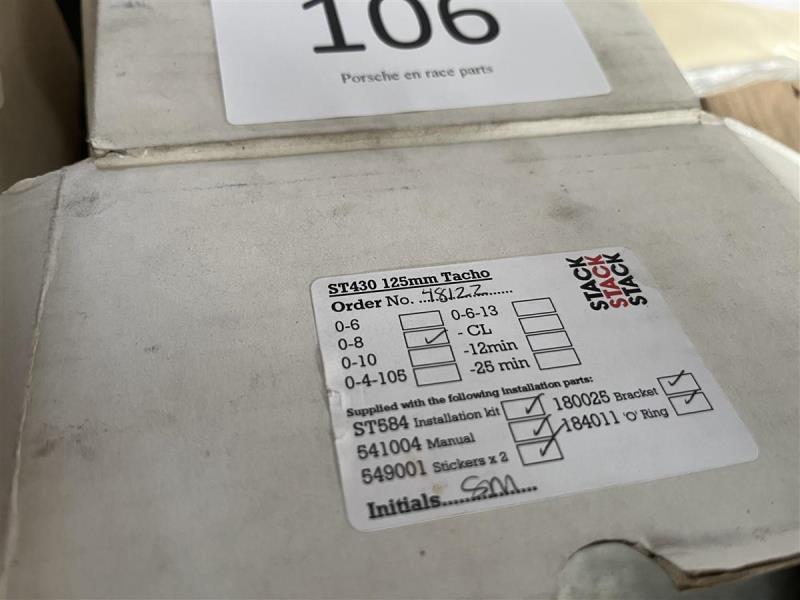 106
Porsche en race parts
STACK
STACK
STACK
ST430 125mm Tacho
Order No. ..48122......
0-6 0-6-13
0-8 ✓ - CL
0-10 -12min
0-4-105 -25 min
Supplied with the following installation parts:
ST584 Installation kit ✓ 180025 Bracket ✓
541004 Manual ✓ 184011 'O' Ring ✓
549001 Stickers x 2 ✓
Initials....SM.......